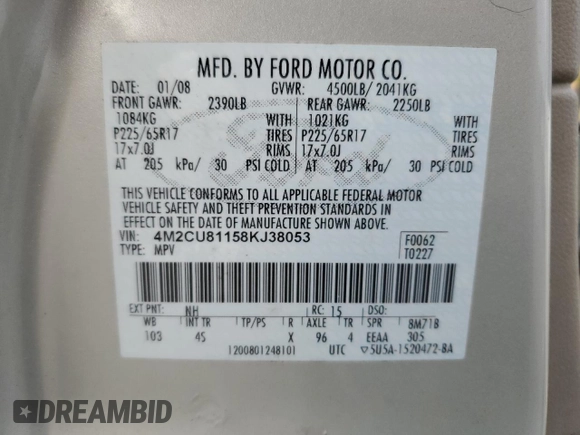 MFD. BY FORD MOTOR CO.
DATE: 01/08 GVWR: 4500LB/ 2041KG
FRONT GAWR: 2390LB REAR GAWR: 2250LB
1084KG WITH 1021KG WITH
P225/65R17 TIRES P225/65R17 TIRES
17x7.0J RIMS 17x7.0J RIMS
AT 205 kPa/ 30 PSI COLD AT 205 kPa/ 30 PSI COLD
THIS VEHICLE CONFORMS TO ALL APPLICABLE FEDERAL MOTOR
VEHICLE SAFETY AND THEFT PREVENTION STANDARDS IN
EFFECT ON THE DATE OF MANUFACTURE SHOWN ABOVE.
VIN: 4M2CU81158KJ38053 F0062
TYPE: MPV T0227
EXT PNT: NH RC: 15 DSO:
WB INT TR TP/PS R AXLE TR SPR 8M718
103 4S X 96 4 EEAA 305
1200801248101 UTC ▽5U5A-1520472-8A
Ford
DREAMBID